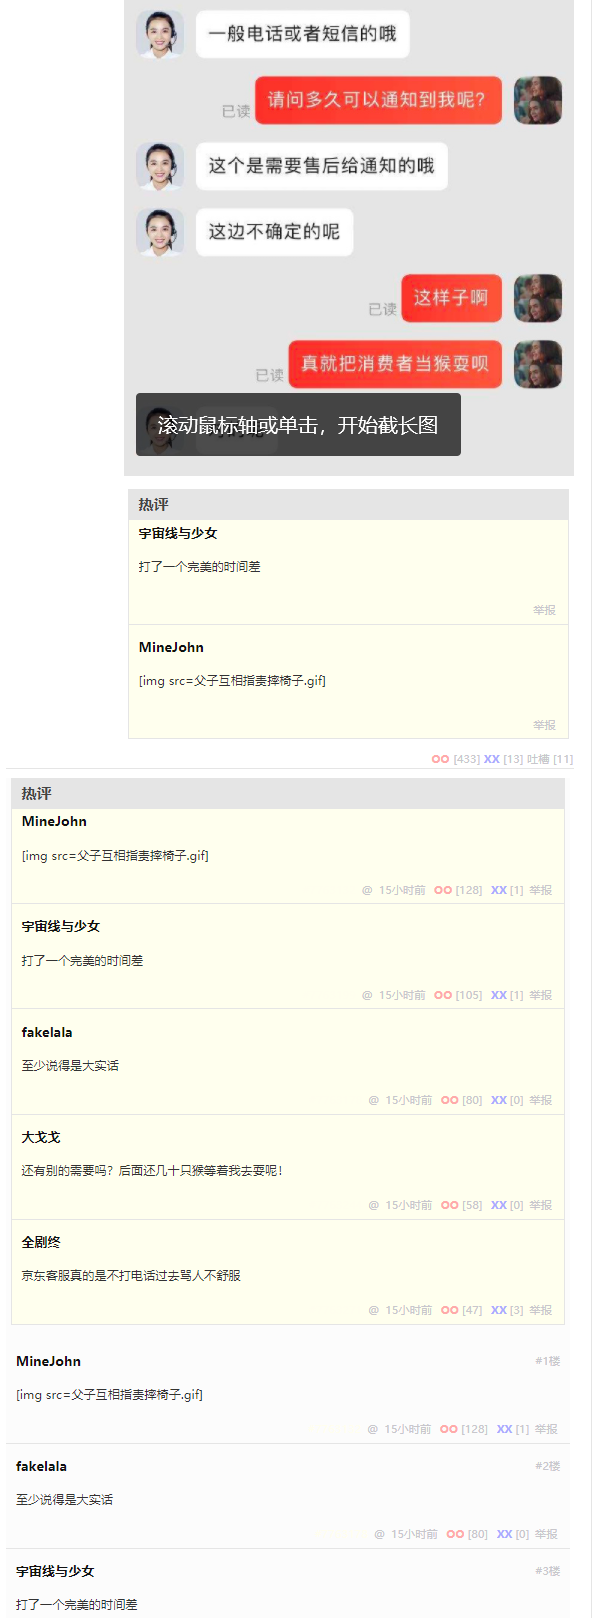 一般电话或者短信的哦
请问多久可以通知到我呢?
已读
这个是需要售后给通知的哦
这边不确定的呢
这样子啊
已读
真就把消费者当猴耍呗
已读
滚动鼠标轴或单击，开始截长图
热评
宇宙线与少女
打了一个完美的时间差
举报
MineJohn
[img src=父子互相指责摔椅子.gif]
举报
OO [433] XX [13] 吐槽 [11]
热评
MineJohn
[img src=父子互相指责摔椅子.gif]
@ 15小时前 OO [128] XX [1] 举报
宇宙线与少女
打了一个完美的时间差
@ 15小时前 OO [105] XX [1] 举报
fakelala
至少说得是大实话
@ 15小时前 OO [80] XX [0] 举报
大戈戈
还有别的需要吗？后面还几十只猴等着我去耍呢！
@ 15小时前 OO [58] XX [0] 举报
全剧终
京东客服真的是不打电话过去骂人不舒服
@ 15小时前 OO [47] XX [3] 举报
MineJohn #1楼
[img src=父子互相指责摔椅子.gif]
@ 15小时前 OO [128] XX [1] 举报
fakelala #2楼
至少说得是大实话
@ 15小时前 OO [80] XX [0] 举报
宇宙线与少女 #3楼
打了一个完美的时间差